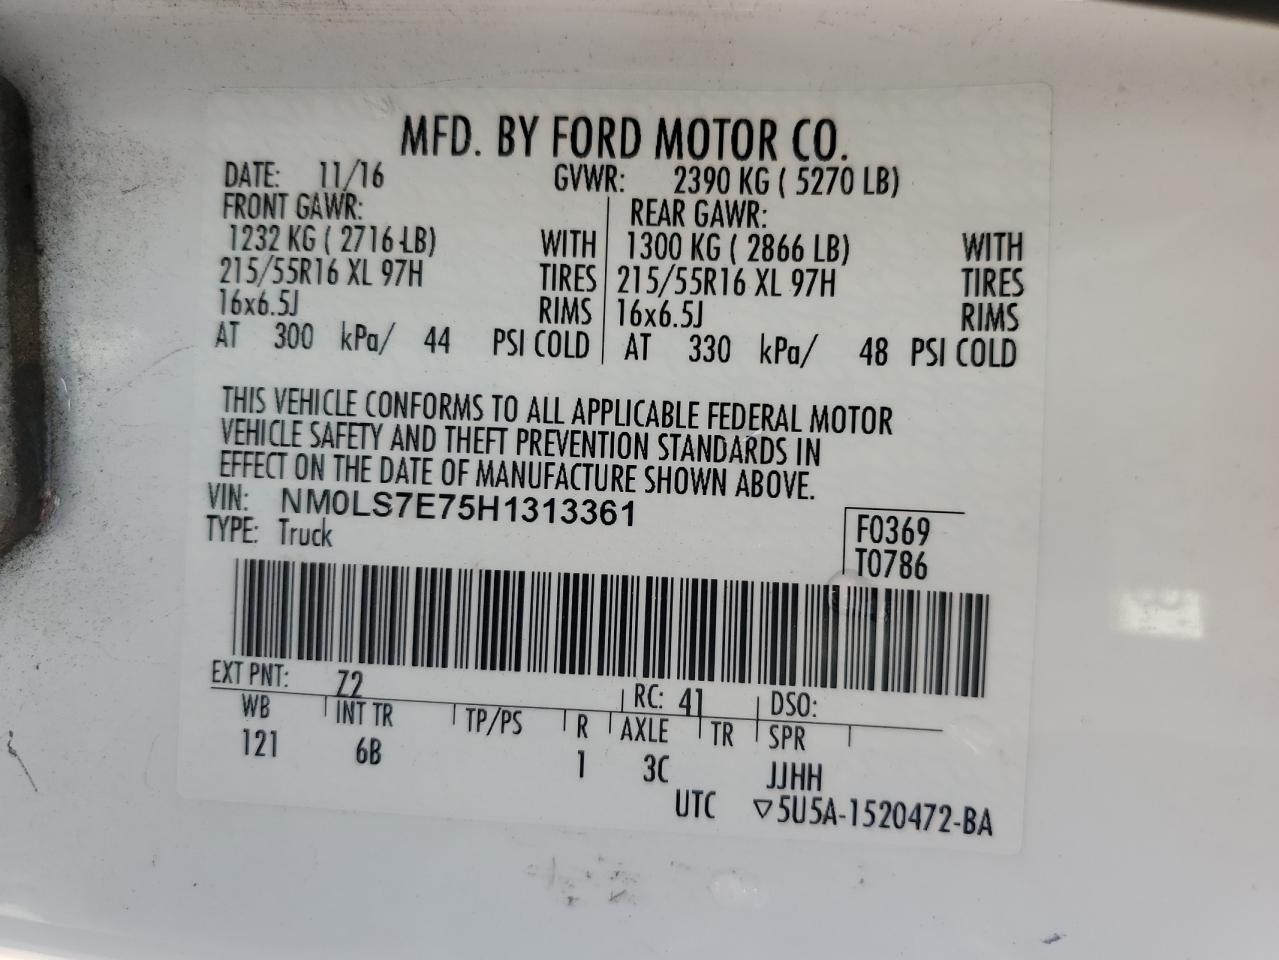 MFD. BY FORD MOTOR CO.
DATE: 11/16 GVWR: 2390 KG ( 5270 LB)
FRONT GAWR: REAR GAWR:
1232 KG ( 2716 LB) WITH 1300 KG ( 2866 LB) WITH
215/55R16 XL 97H TIRES 215/55R16 XL 97H TIRES
16x6.5J RIMS 16x6.5J RIMS
AT 300 kPa/ 44 PSI COLD AT 330 kPa/ 48 PSI COLD
THIS VEHICLE CONFORMS TO ALL APPLICABLE FEDERAL MOTOR
VEHICLE SAFETY AND THEFT PREVENTION STANDARDS IN
EFFECT ON THE DATE OF MANUFACTURE SHOWN ABOVE.
VIN: NM0LS7E75H1313361
TYPE: Truck
F0369
T0786
EXT PNT: Z2 RC: 41 DSO:
WB INT TR TP/PS R AXLE TR SPR
121 6B 1 3C JJHH
UTC ▽5U5A-1520472-BA